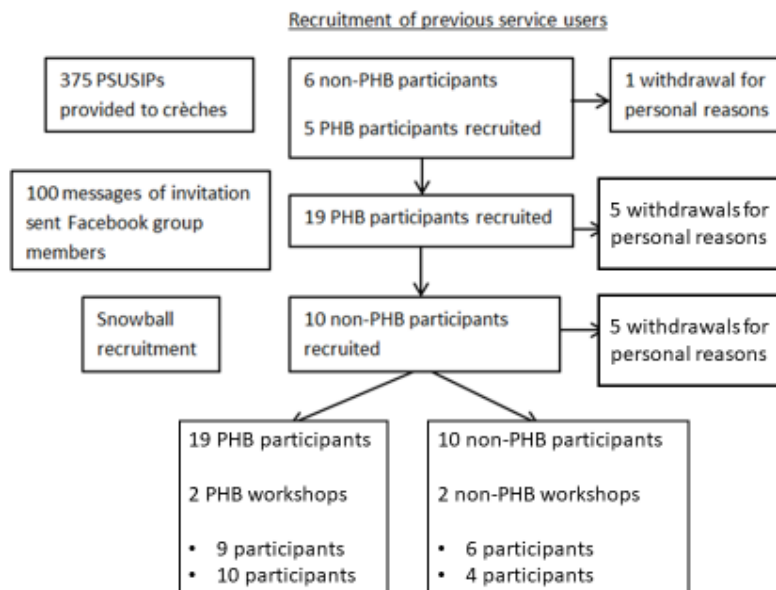 Recruitment of previous service users
375 PSUSIPs
provided to crèches
6 non-PHB participants
5 PHB participants recruited
1 withdrawal for
personal reasons
100 messages of invitation
sent Facebook group
members
19 PHB participants recruited
5 withdrawals for
personal reasons
Snowball
recruitment
10 non-PHB participants
recruited
5 withdrawals for
personal reasons
19 PHB participants
2 PHB workshops
• 9 participants
• 10 participants
10 non-PHB participants
2 non-PHB workshops
• 6 participants
• 4 participants